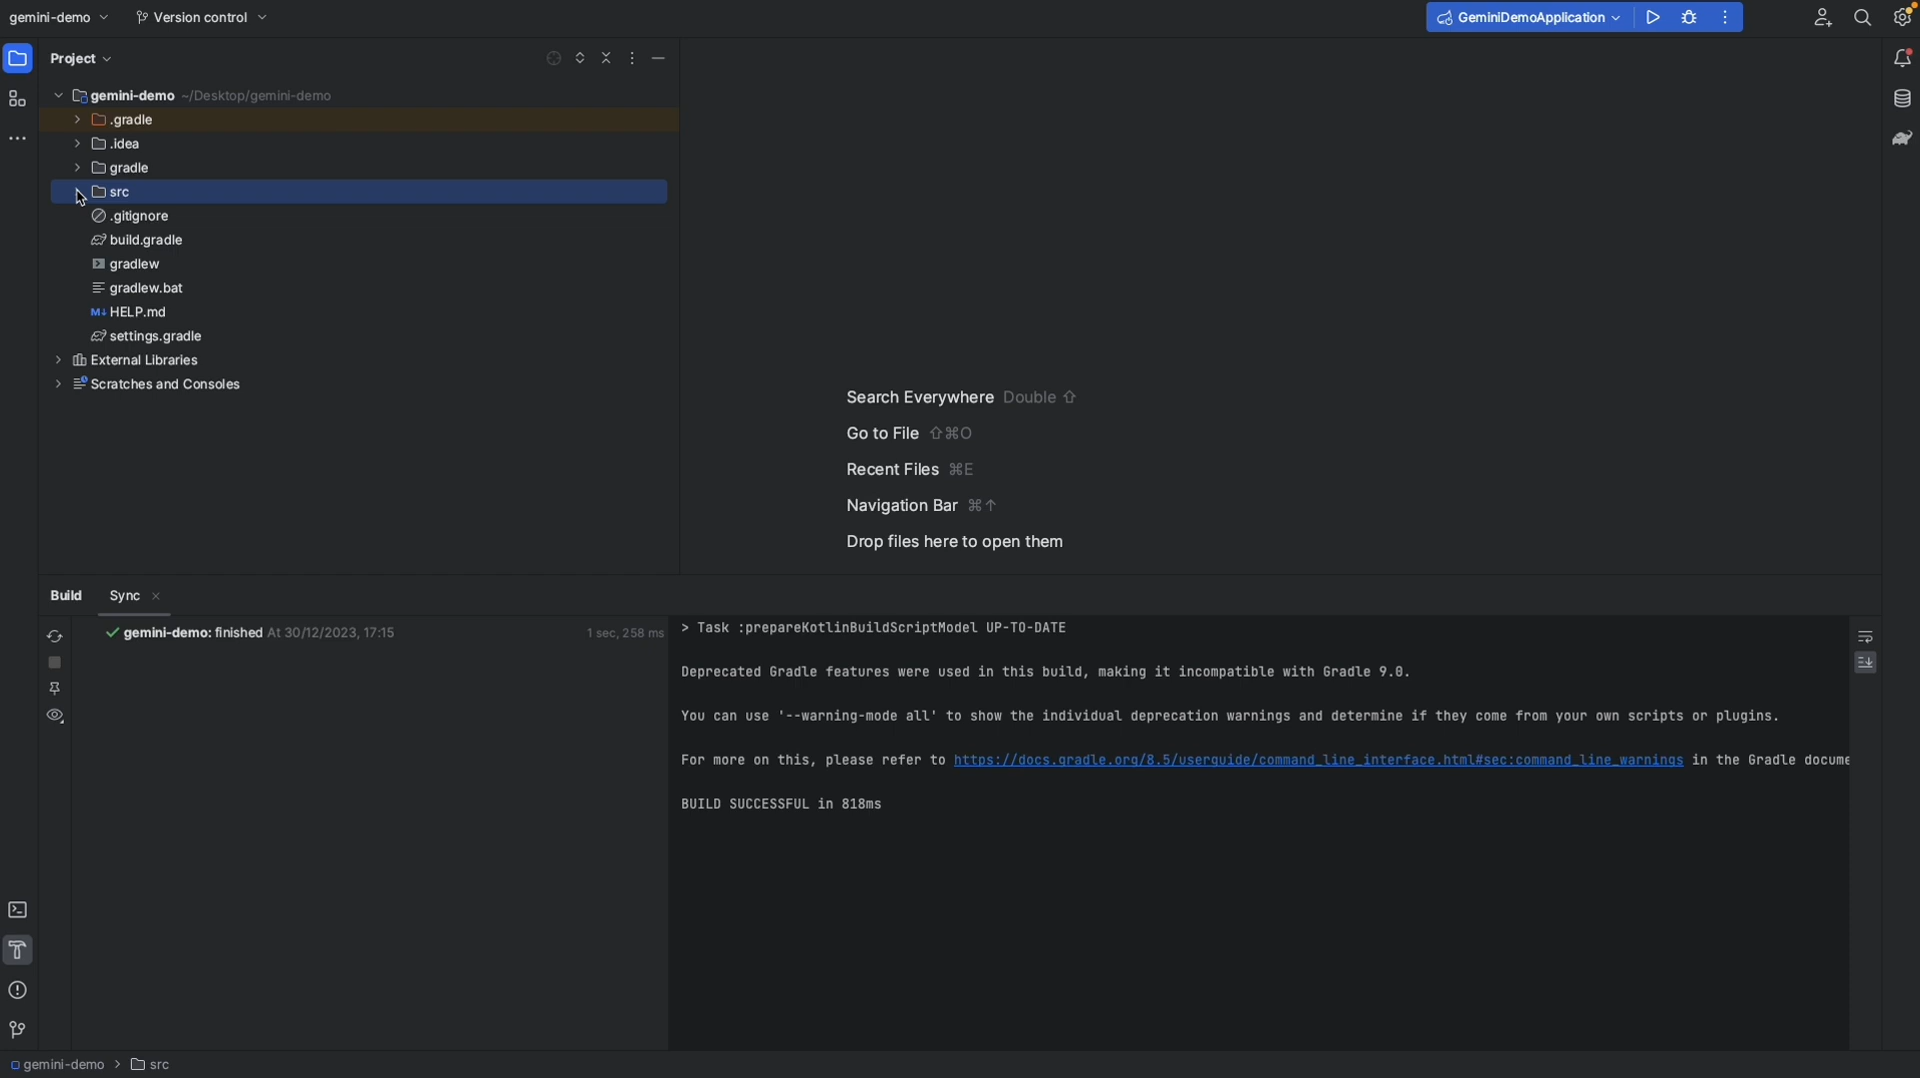 gemini-demo
Version control
GeminiDemoApplication
Project
gemini-demo ~/Desktop/gemini-demo
.gradle
.idea
gradle
src
.gitignore
build.gradle
gradlew
gradlew.bat
M↓ HELP.md
settings.gradle
External Libraries
Scratches and Consoles
Search Everywhere Double ⇧
Go to File ⇧⌘O
Recent Files ⌘E
Navigation Bar ⌘↑
Drop files here to open them
Build Sync
gemini-demo: finished At 30/12/2023, 17:15 1 sec, 258 ms
> Task :prepareKotlinBuildScriptModel UP-TO-DATE
Deprecated Gradle features were used in this build, making it incompatible with Gradle 9.0.
You can use '--warning-mode all' to show the individual deprecation warnings and determine if they come from your own scripts or plugins.
For more on this, please refer to https://docs.gradle.org/8.5/userguide/command_line_interface.html#sec:command_line_warnings in the Gradle docume
BUILD SUCCESSFUL in 818ms
gemini-demo > src